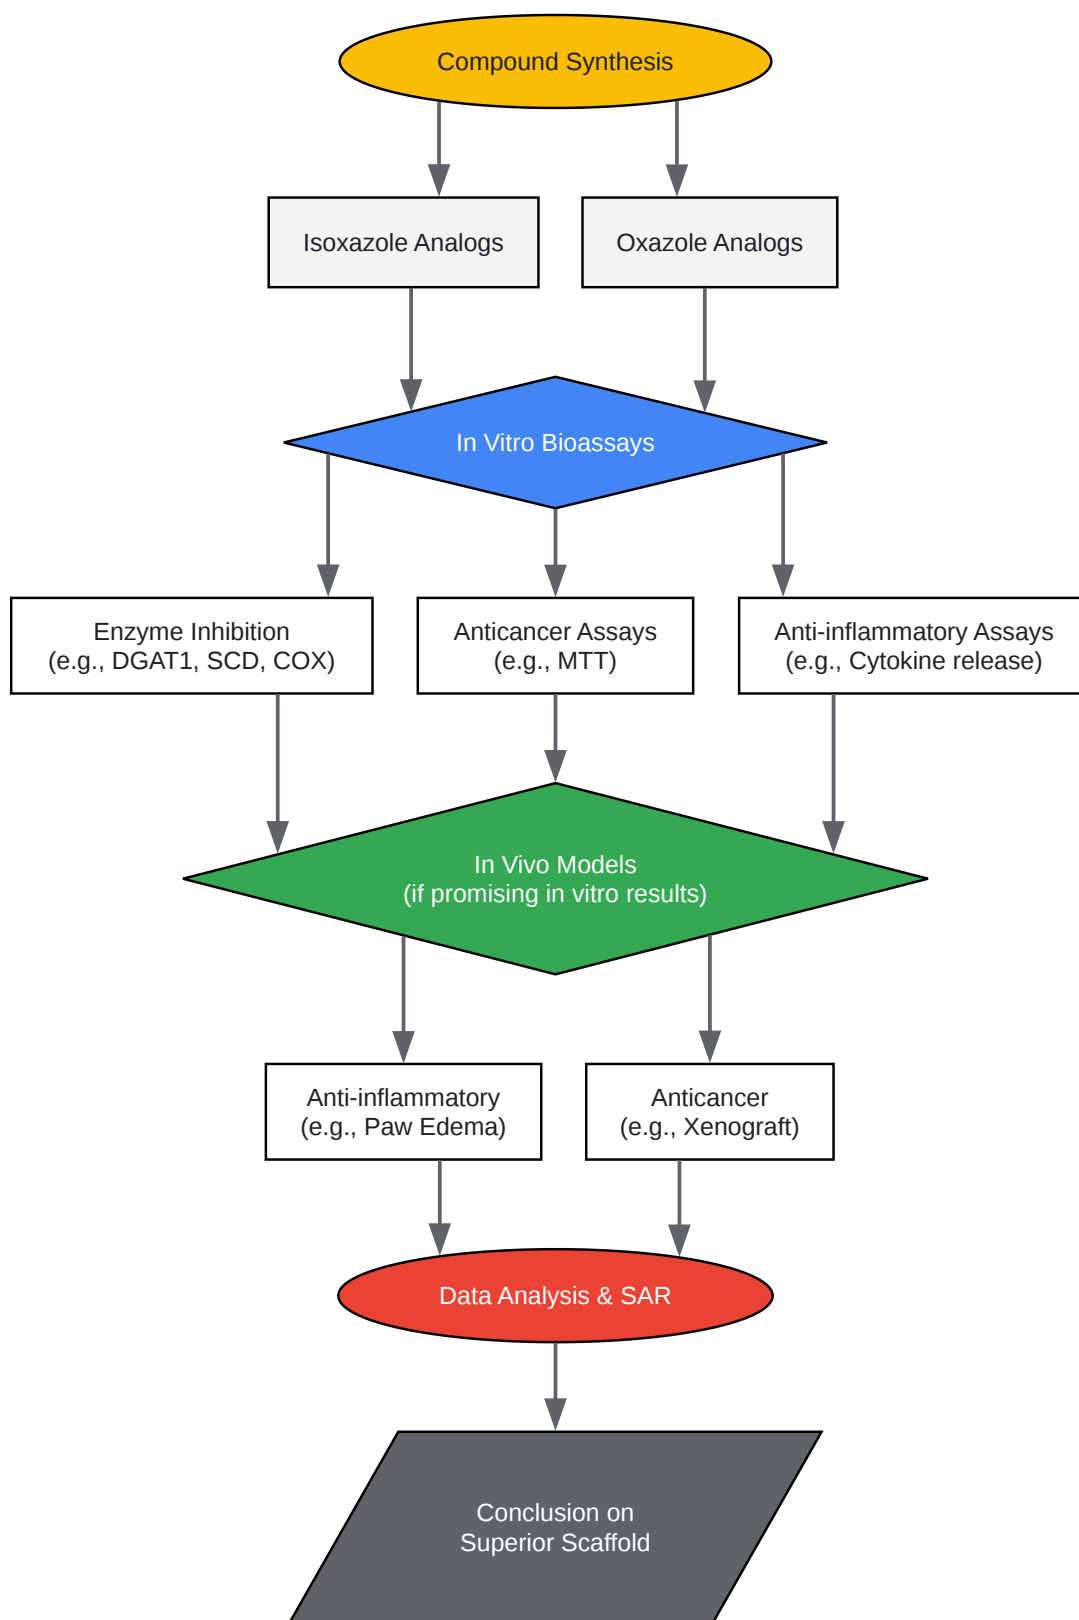 Compound Synthesis
Isoxazole Analogs
Oxazole Analogs
In Vitro Bioassays
Enzyme Inhibition
(e.g., DGAT1, SCD, COX)
Anticancer Assays
(e.g., MTT)
Anti-inflammatory Assays
(e.g., Cytokine release)
In Vivo Models
(if promising in vitro results)
Anti-inflammatory
(e.g., Paw Edema)
Anticancer
(e.g., Xenograft)
Data Analysis & SAR
Conclusion on
Superior Scaffold